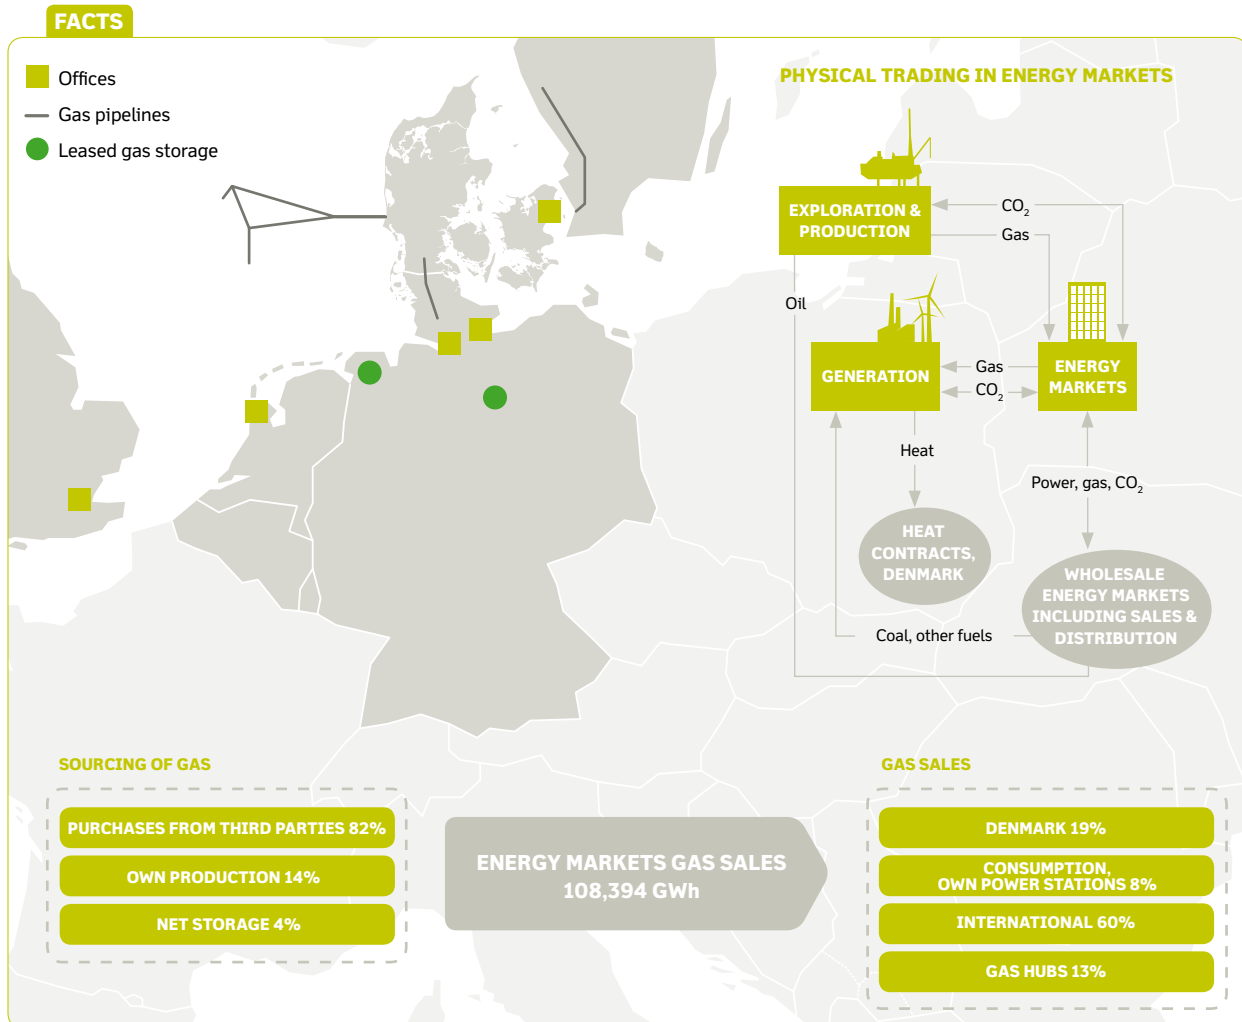 FACTS
Offices
Gas pipelines
Leased gas storage
PHYSICAL TRADING IN ENERGY MARKETS
EXPLORATION &
PRODUCTION
CO₂
Gas
Oil
GENERATION
Gas
CO₂
ENERGY
MARKETS
Heat
Power, gas, CO₂
HEAT
CONTRACTS,
DENMARK
WHOLESALE
ENERGY MARKETS
INCLUDING SALES &
DISTRIBUTION
Coal, other fuels
SOURCING OF GAS
PURCHASES FROM THIRD PARTIES 82%
OWN PRODUCTION 14%
NET STORAGE 4%
ENERGY MARKETS GAS SALES
108,394 GWh
GAS SALES
DENMARK 19%
CONSUMPTION,
OWN POWER STATIONS 8%
INTERNATIONAL 60%
GAS HUBS 13%